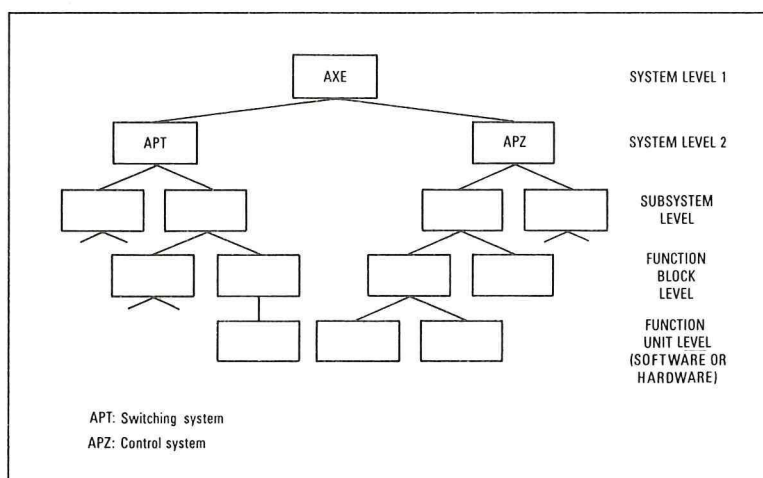 AXE
SYSTEM LEVEL 1
APT
APZ
SYSTEM LEVEL 2
SUBSYSTEM
LEVEL
FUNCTION
BLOCK
LEVEL
FUNCTION
UNIT LEVEL
(SOFTWARE OR
HARDWARE)
APT: Switching system
APZ: Control system